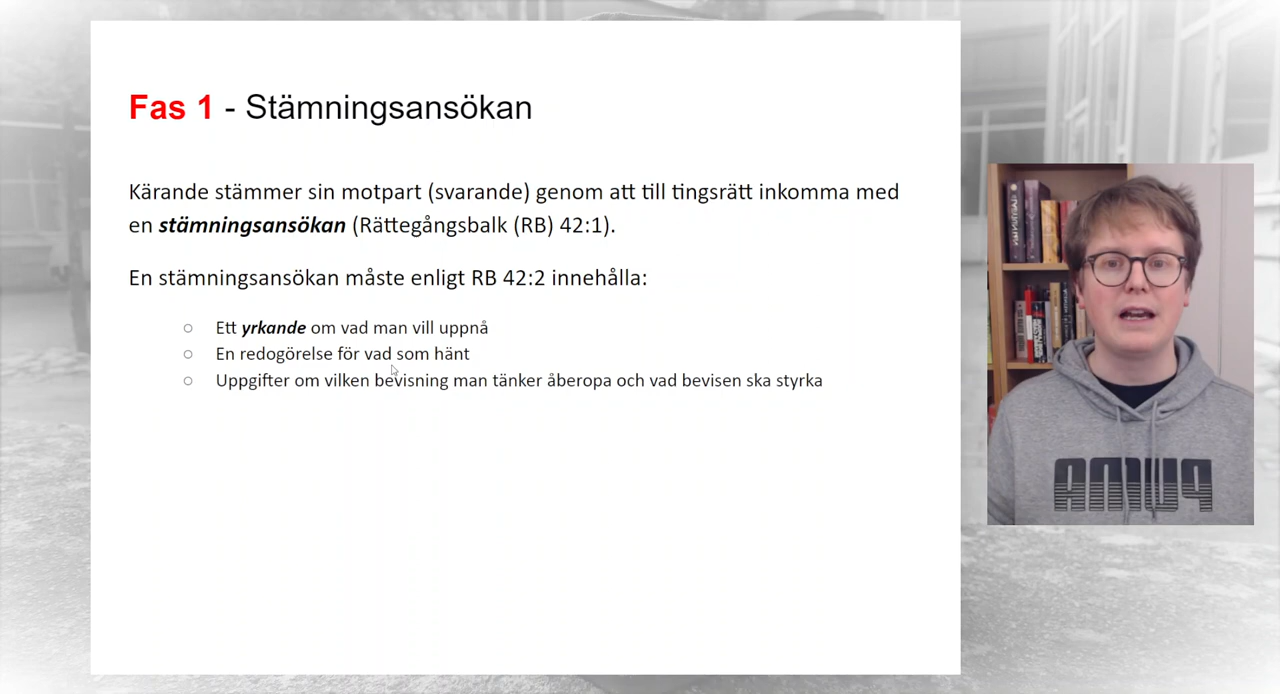 Fas 1 - Stämningsansökan
Kärande stämmer sin motpart (svarande) genom att till tingsrätt inkomma med
en stämningsansökan (Rättegångsbalk (RB) 42:1).
En stämningsansökan måste enligt RB 42:2 innehålla:
○ Ett yrkande om vad man vill uppnå
○ En redogörelse för vad som hänt
○ Uppgifter om vilken bevisning man tänker åberopa och vad bevisen ska styrka